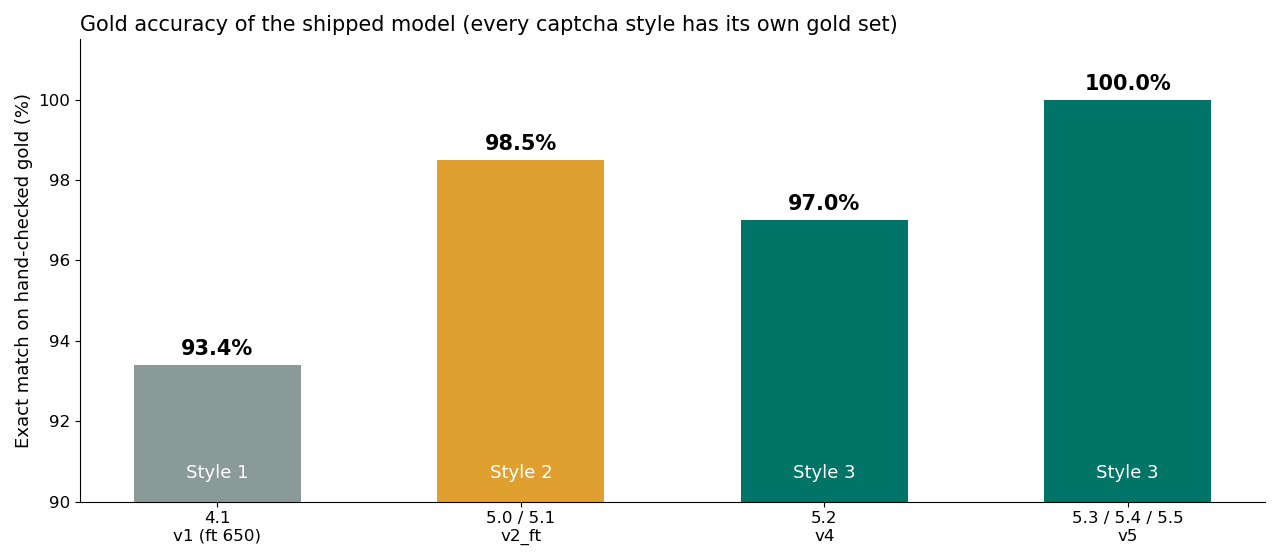 Gold accuracy of the shipped model (every captcha style has its own gold set)
Exact match on hand-checked gold (%)
100
98
96
94
92
90
93.4%
98.5%
97.0%
100.0%
Style 1
Style 2
Style 3
Style 3
4.1
v1 (ft 650)
5.0 / 5.1
v2_ft
5.2
v4
5.3 / 5.4 / 5.5
v5